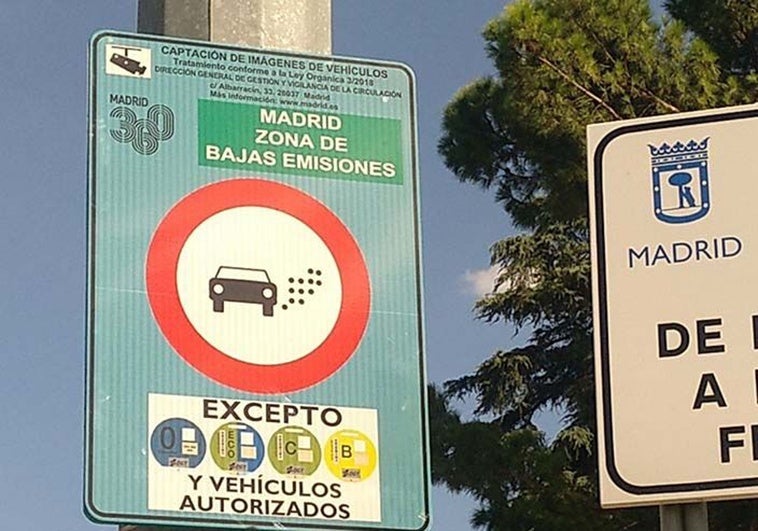 CAPTACIÓN DE IMÁGENES DE VEHÍCULOS
Tratamiento conforme a la Ley Orgánica 3/2018
DIRECCIÓN GENERAL DE GESTIÓN Y VIGILANCIA DE LA CIRCULACIÓN
c/ Albarracín, 33, 28037, Madrid
Más información: www.madrid.es
MADRID
360
MADRID
ZONA DE
BAJAS EMISIONES
EXCEPTO
0 ECO C B
Y VEHÍCULOS
AUTORIZADOS
MADRID
DE
A